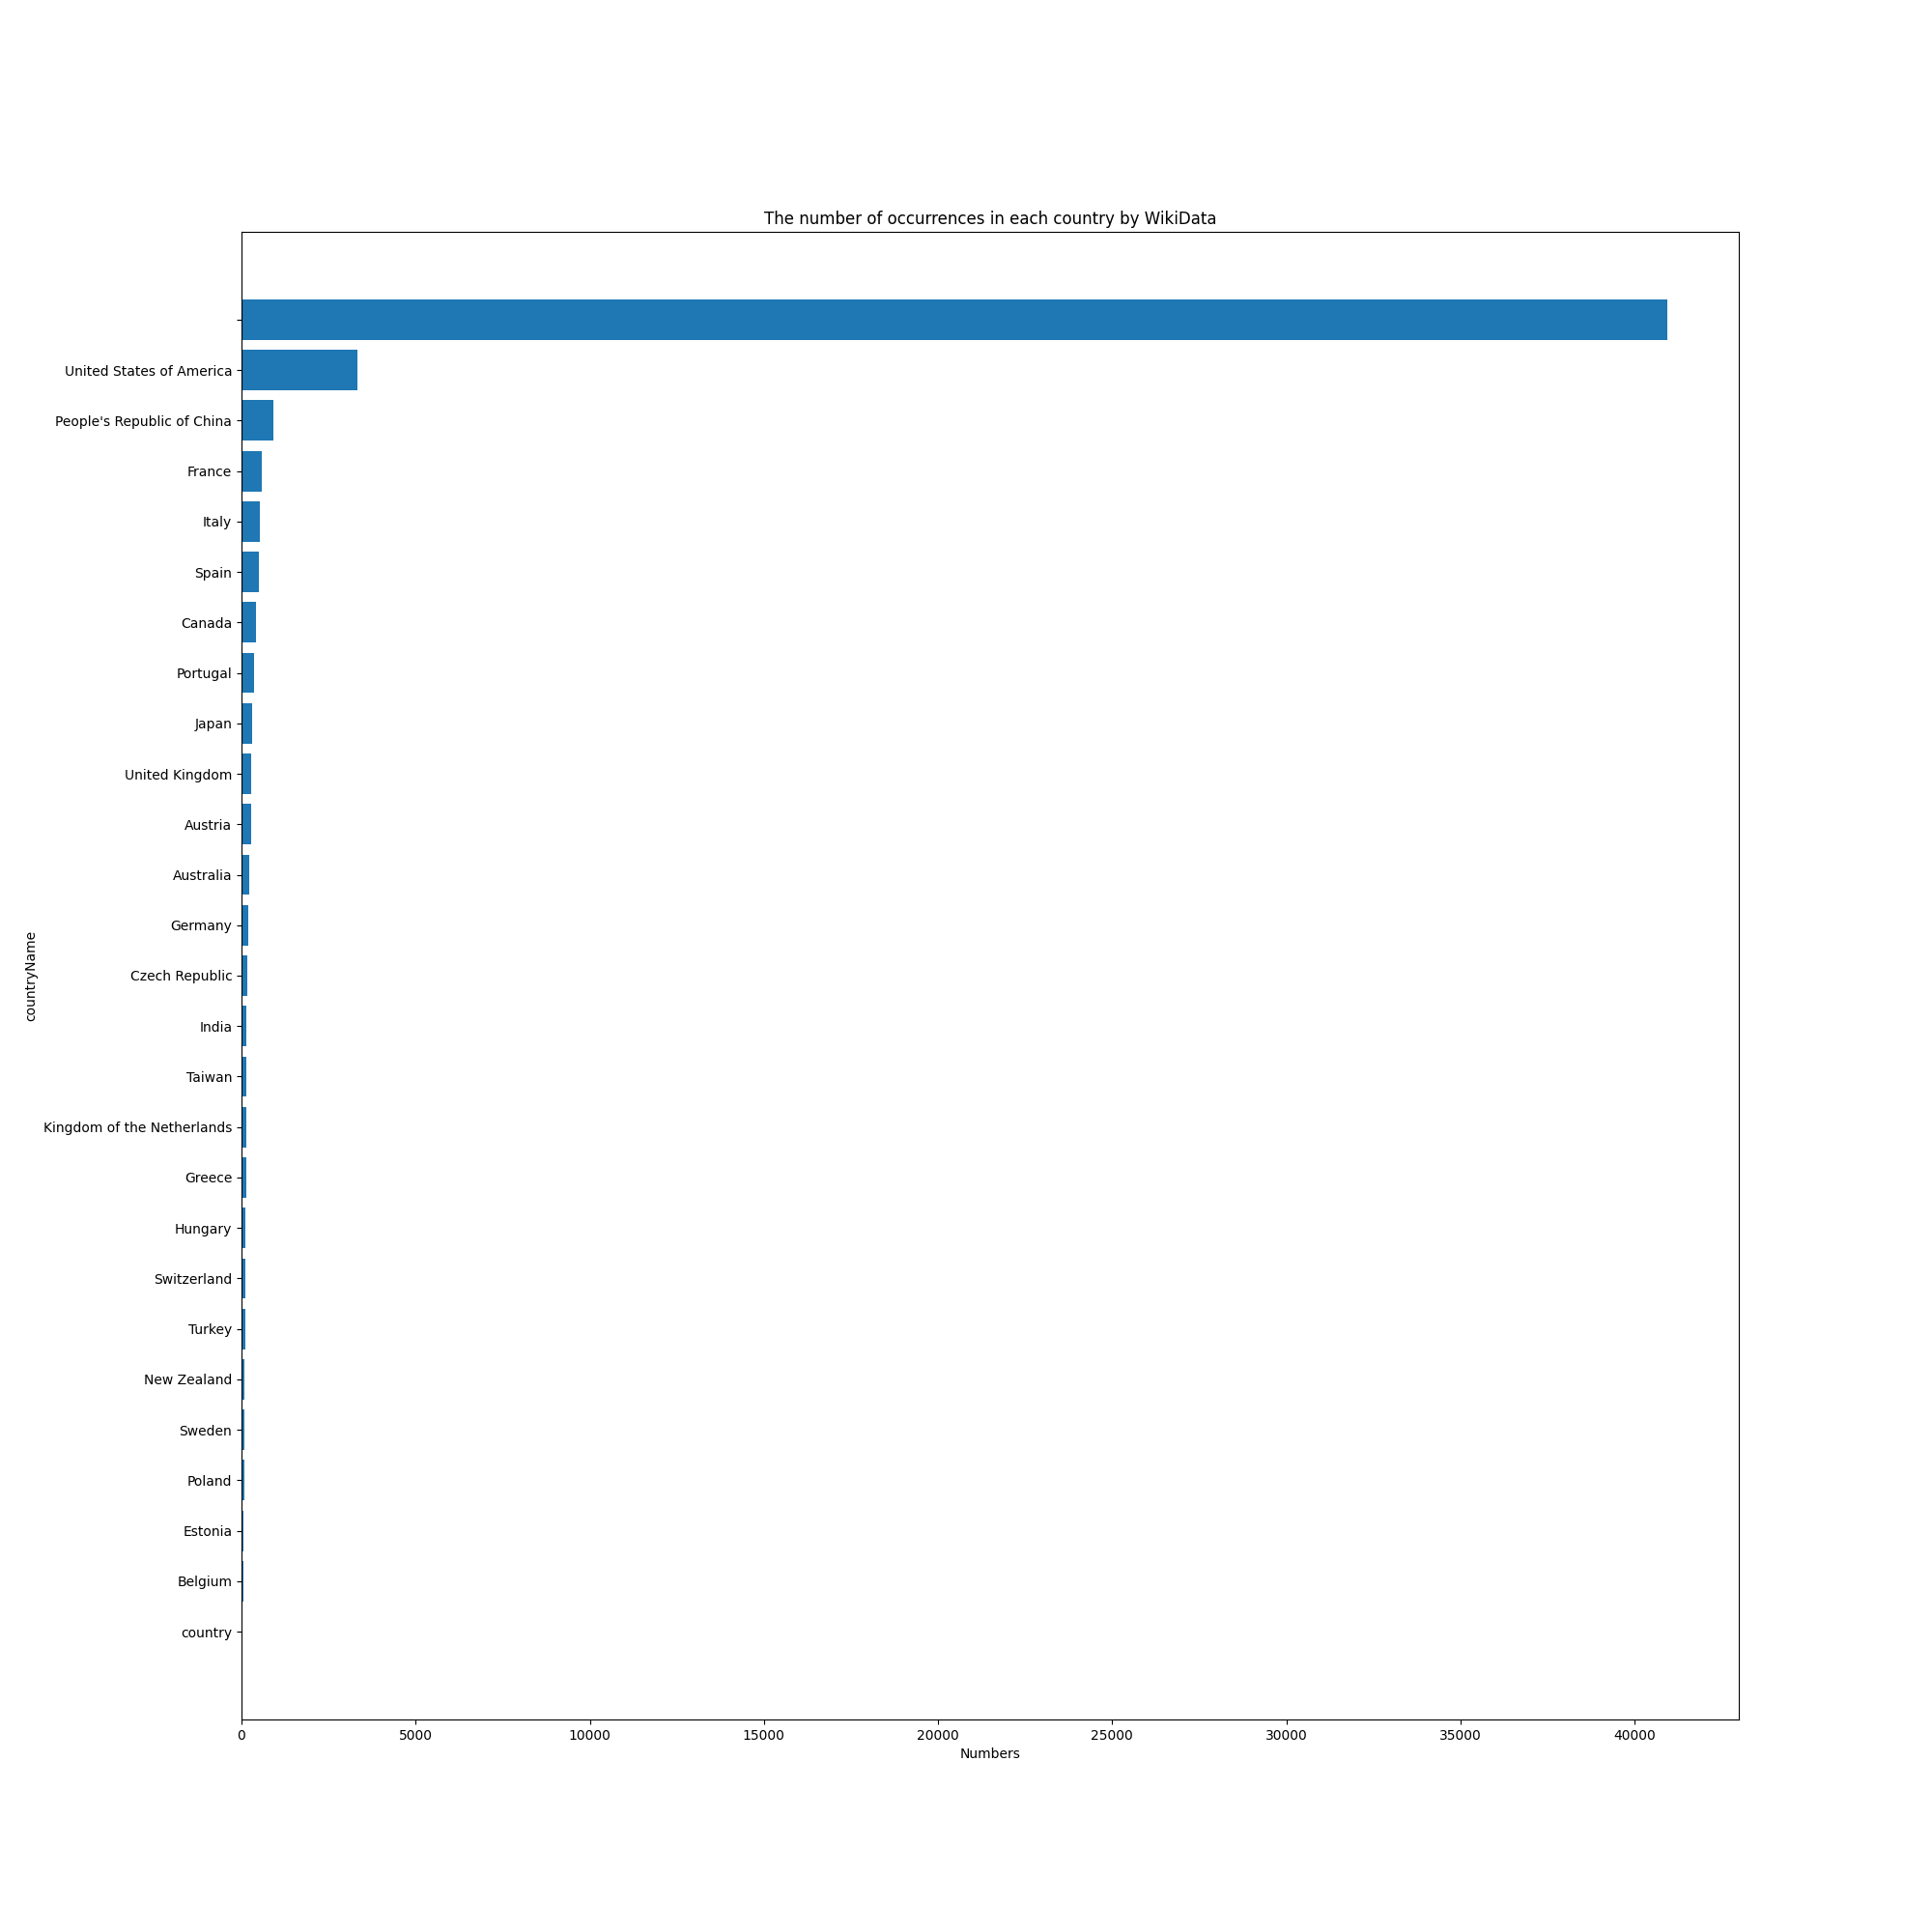 The number of occurrences in each country by WikiData
United States of America
People's Republic of China
France
Italy
Spain
Canada
Portugal
Japan
United Kingdom
Austria
Australia
Germany
Czech Republic
India
Taiwan
Kingdom of the Netherlands
Greece
Hungary
Switzerland
Turkey
New Zealand
Sweden
Poland
Estonia
Belgium
country
countryName
0 5000 10000 15000 20000 25000 30000 35000 40000
Numbers